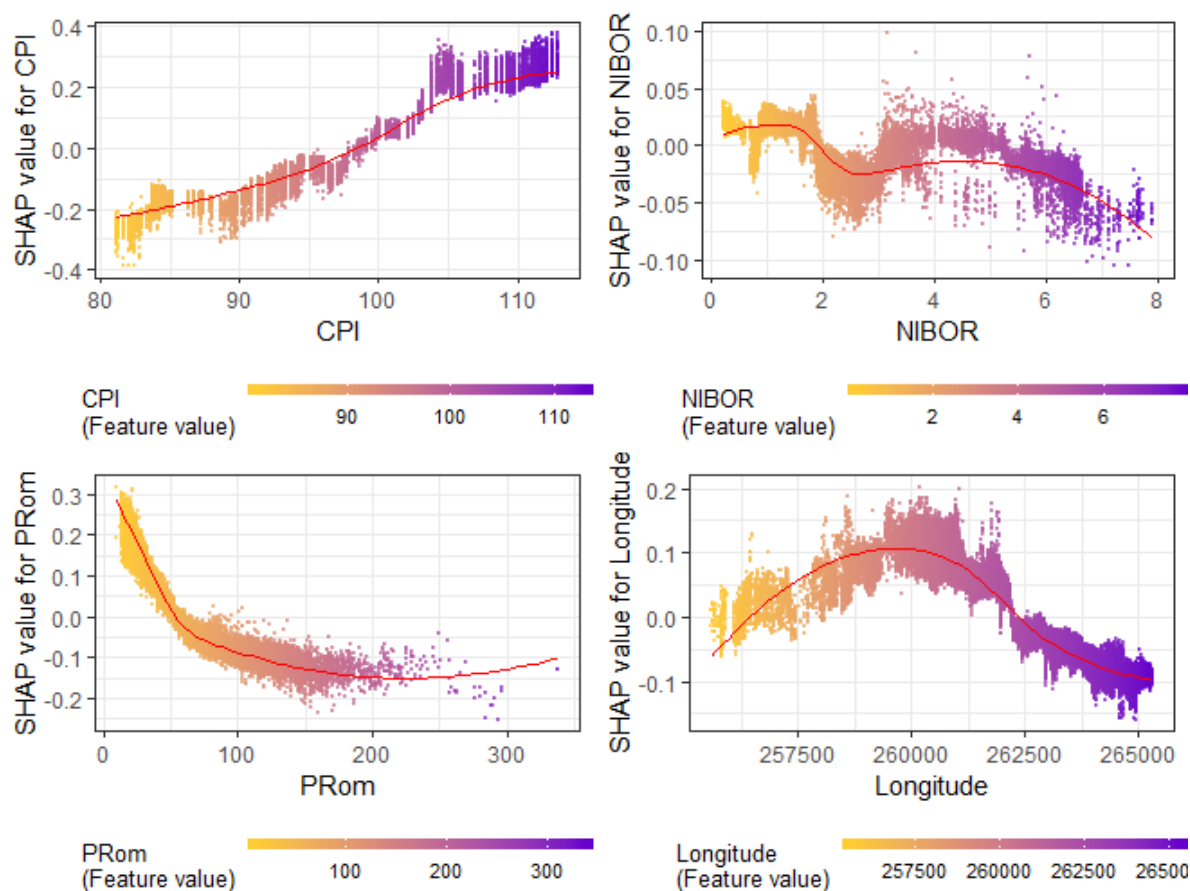 SHAP value for CPI
0.4
0.2
0.0
-0.2
-0.4
80 90 100 110
CPI
CPI
(Feature value)
90 100 110
SHAP value for NIBOR
0.10
0.05
0.00
-0.05
-0.10
0 2 4 6 8
NIBOR
NIBOR
(Feature value)
2 4 6
SHAP value for PRom
0.3
0.2
0.1
0.0
-0.1
-0.2
0 100 200 300
PRom
PRom
(Feature value)
100 200 300
SHAP value for Longitude
0.2
0.1
0.0
-0.1
257500 260000 262500 265000
Longitude
Longitude
(Feature value)
257500 260000 262500 26500